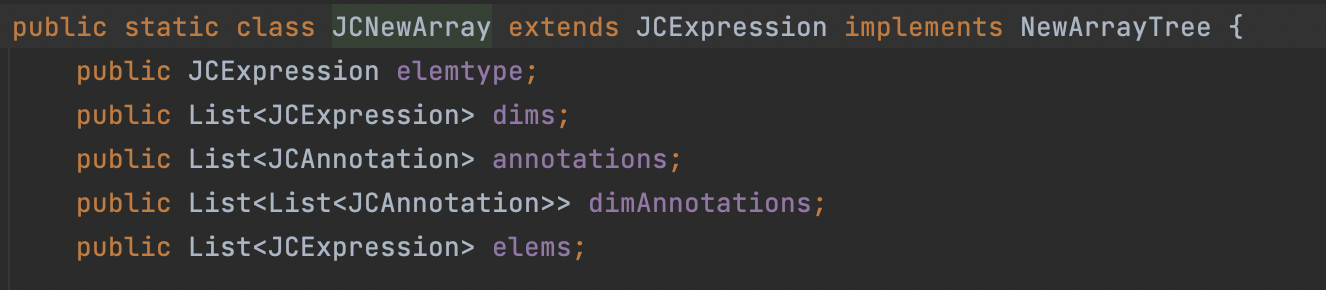 public static class JCNewArray extends JCExpression implements NewArrayTree {
public JCExpression elemtype;
public List<JCExpression> dims;
public List<JCAnnotation> annotations;
public List<List<JCAnnotation>> dimAnnotations;
public List<JCExpression> elems;